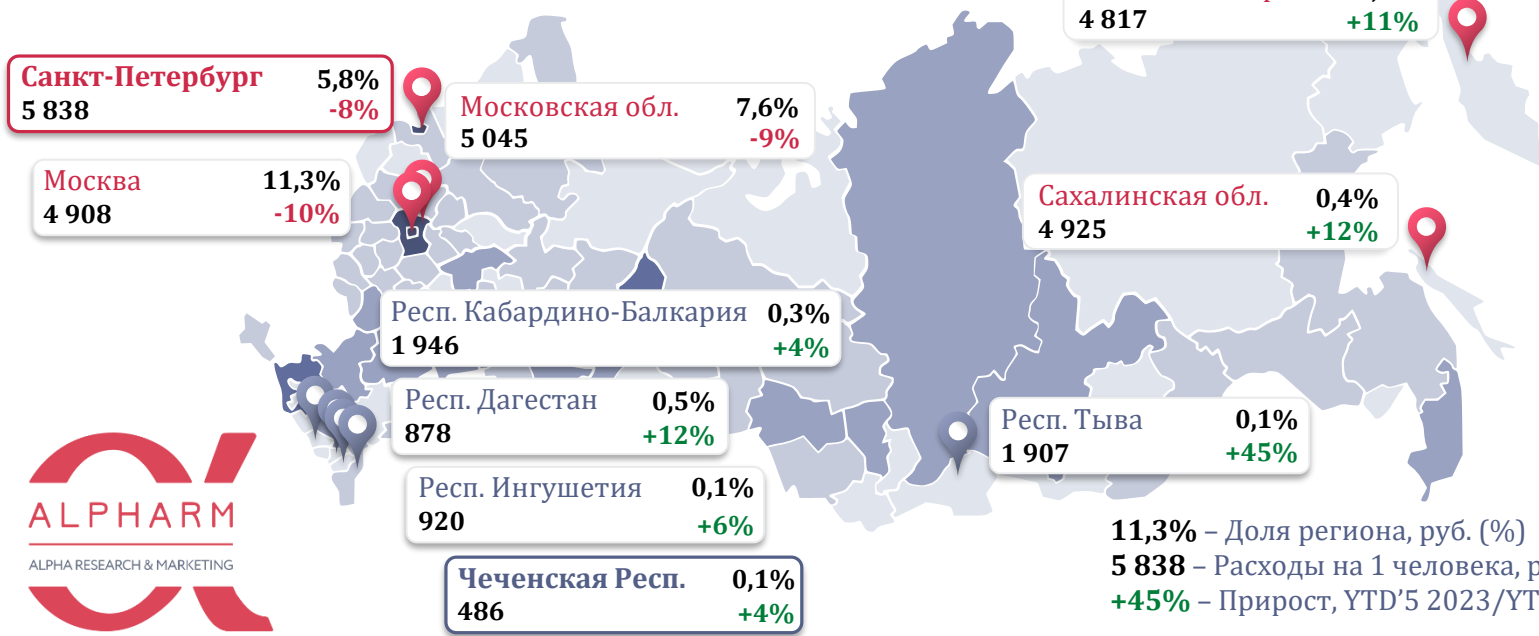 4 817 +11%
Санкт-Петербург 5,8%
5 838 -8%
Московская обл. 7,6%
5 045 -9%
Москва 11,3%
4 908 -10%
Сахалинская обл. 0,4%
4 925 +12%
Респ. Кабардино-Балкария 0,3%
1 946 +4%
Респ. Дагестан 0,5%
878 +12%
Респ. Тыва 0,1%
1 907 +45%
Респ. Ингушетия 0,1%
920 +6%
Чеченская Респ. 0,1%
486 +4%
ALPHARM
ALPHA RESEARCH & MARKETING
11,3% – Доля региона, руб. (%)
5 838 – Расходы на 1 человека,
+45% – Прирост, YTD'5 2023/